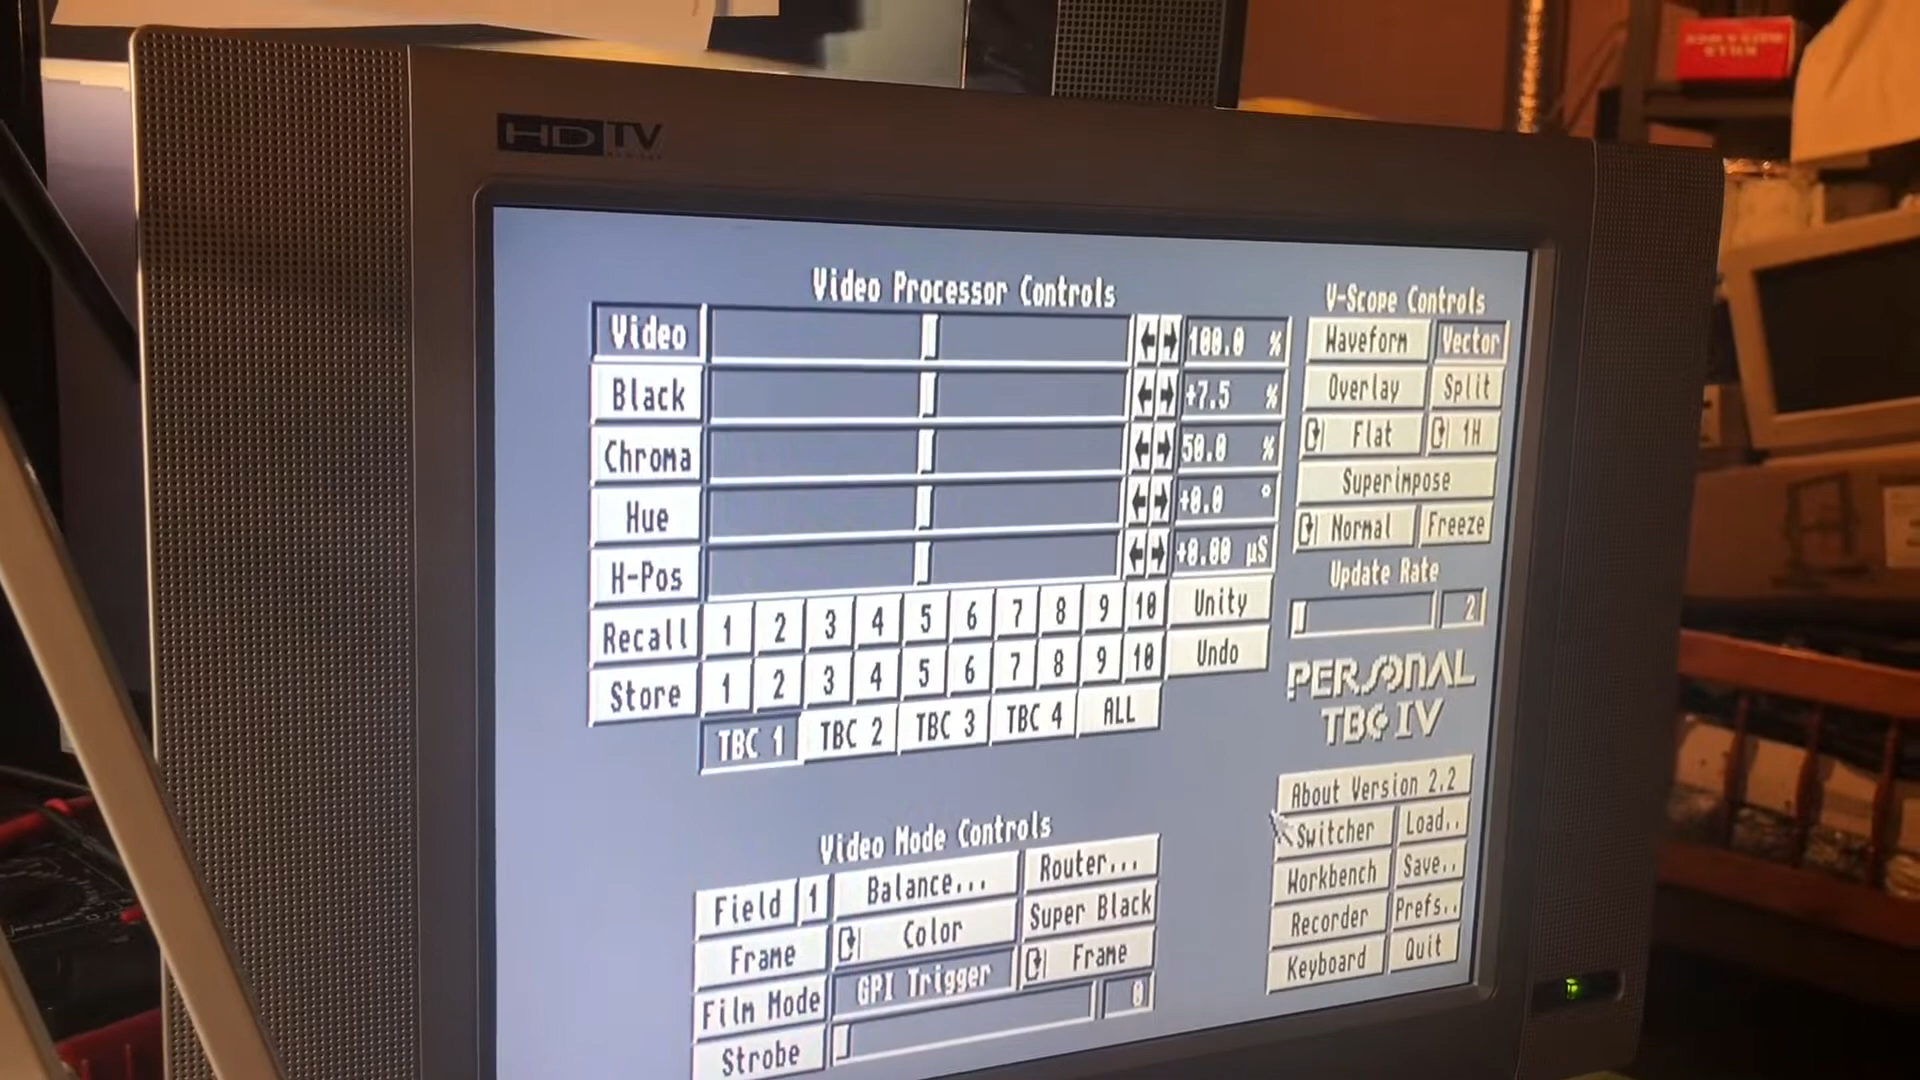 HDTV
Video Processor Controls
Video 100.0 %
Black +7.5 %
Chroma 50.0 %
Hue +0.0 °
H-Pos +0.00 µS
Recall 1 2 3 4 5 6 7 8 9 10 Unity
Store 1 2 3 4 5 6 7 8 9 10 Undo
TBC 1 TBC 2 TBC 3 TBC 4 ALL
V-Scope Controls
Waveform Vector
Overlay Split
Flat 1H
Superimpose
Normal Freeze
Update Rate
2
PERSONAL
TBC IV
Video Mode Controls
Field 1 Balance... Router...
Frame Color Super Black
Film Mode GPI Trigger Frame
Strobe 0
About Version 2.2
Switcher Load..
Workbench Save..
Recorder Prefs..
Keyboard Quit